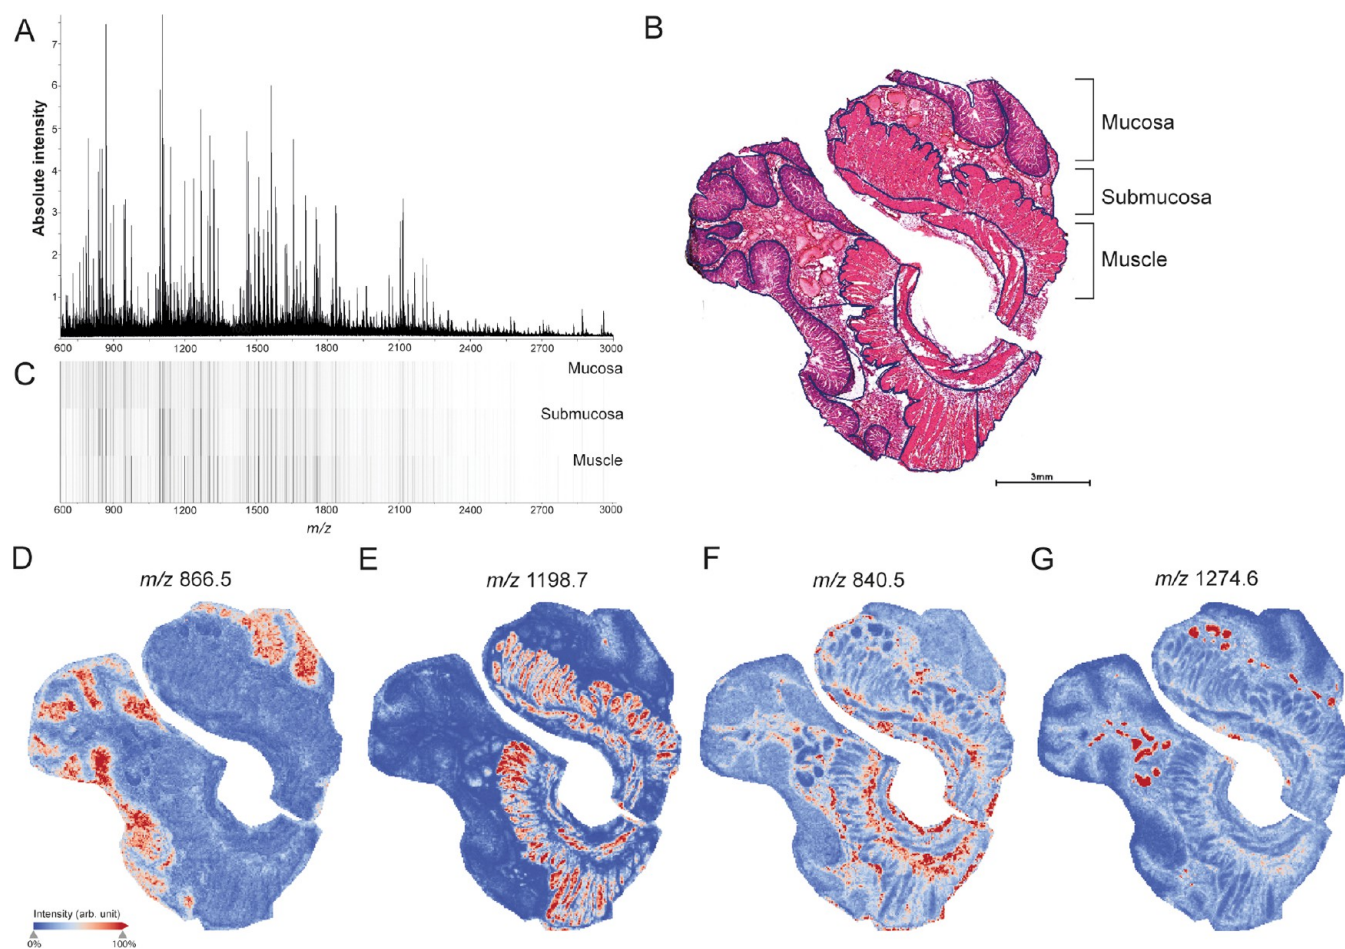 A
Absolute intensity
7
6
5
4
3
2
1
600 900 1200 1500 1800 2100 2400 2700 3000
B
Mucosa
Submucosa
Muscle
3mm
C
Mucosa
Submucosa
Muscle
600 900 1200 1500 1800 2100 2400 2700 3000
m/z
D
m/z 866.5
E
m/z 1198.7
F
m/z 840.5
G
m/z 1274.6
Intensity (arb. unit)
0% 100%